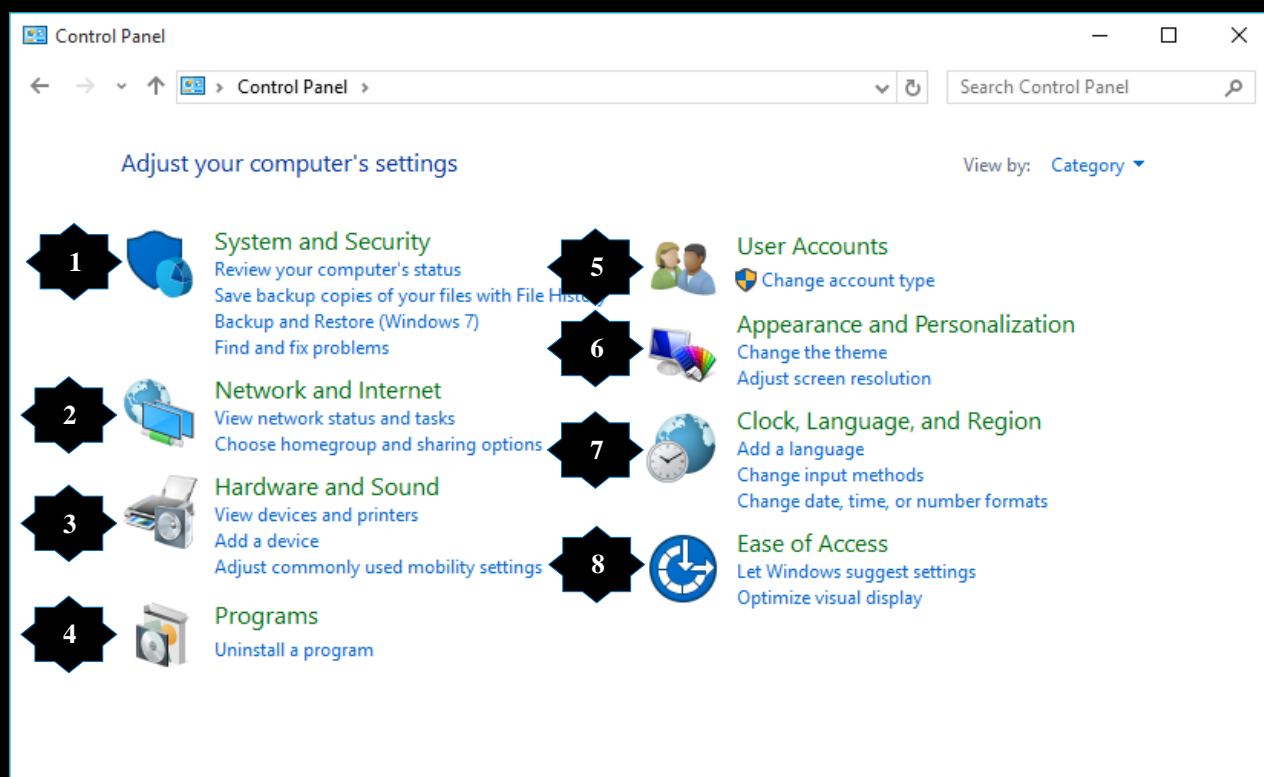 Control Panel
Control Panel
Search Control Panel
Adjust your computer's settings
View by: Category
1
System and Security
Review your computer's status
Save backup copies of your files with File History
Backup and Restore (Windows 7)
Find and fix problems
2
Network and Internet
View network status and tasks
Choose homegroup and sharing options
3
Hardware and Sound
View devices and printers
Add a device
Adjust commonly used mobility settings
4
Programs
Uninstall a program
5
User Accounts
Change account type
6
Appearance and Personalization
Change the theme
Adjust screen resolution
7
Clock, Language, and Region
Add a language
Change input methods
Change date, time, or number formats
8
Ease of Access
Let Windows suggest settings
Optimize visual display